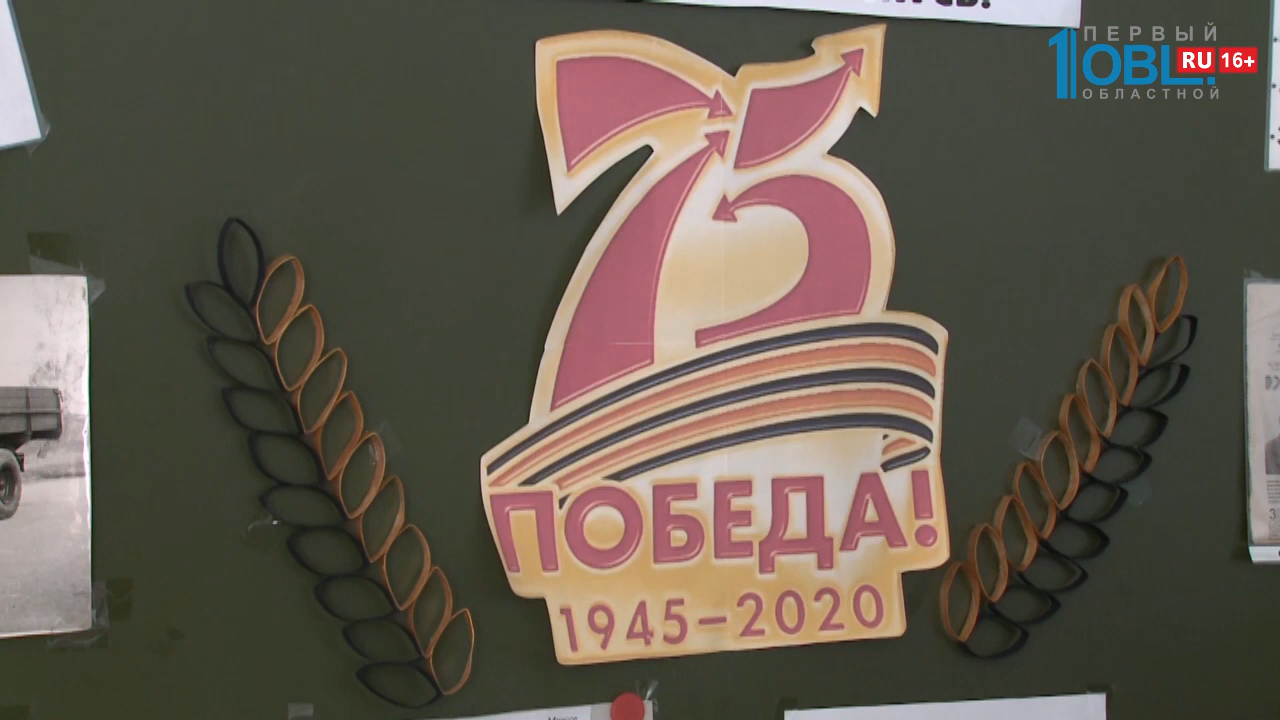 ПЕРВЫЙ
1OBL.
RU 16+
ОБЛАСТНОЙ
75
ПОБЕДА!
1945–2020